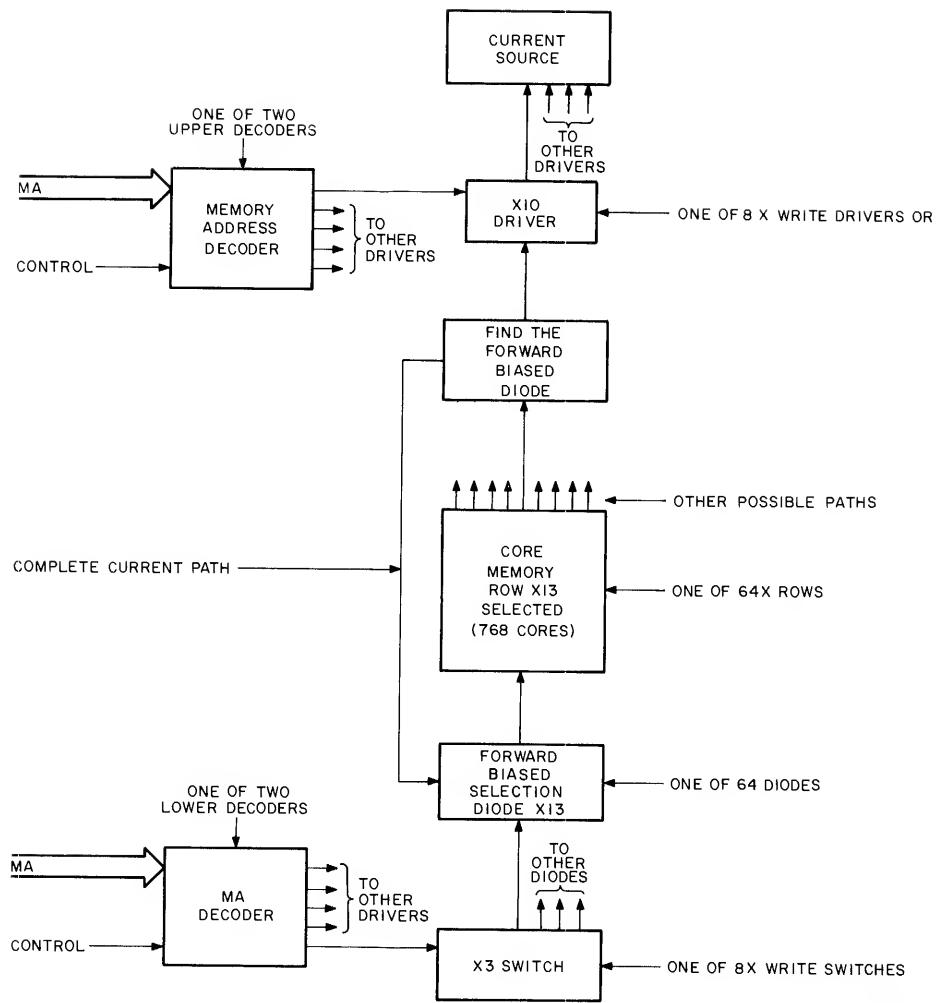 CURRENT
SOURCE
ONE OF TWO
UPPER DECODERS
TO
OTHER
DRIVERS
MA
MEMORY
ADDRESS
DECODER
TO
OTHER
DRIVERS
CONTROL
X10
DRIVER
ONE OF 8 X WRITE DRIVERS OR
FIND THE
FORWARD
BIASED
DIODE
OTHER POSSIBLE PATHS
COMPLETE CURRENT PATH
CORE
MEMORY
ROW X13
SELECTED
(768 CORES)
ONE OF 64X ROWS
FORWARD
BIASED
SELECTION
DIODE X13
ONE OF 64 DIODES
ONE OF TWO
LOWER DECODERS
TO
OTHER
DIODES
MA
MA
DECODER
TO
OTHER
DRIVERS
CONTROL
X3 SWITCH
ONE OF 8X WRITE SWITCHES